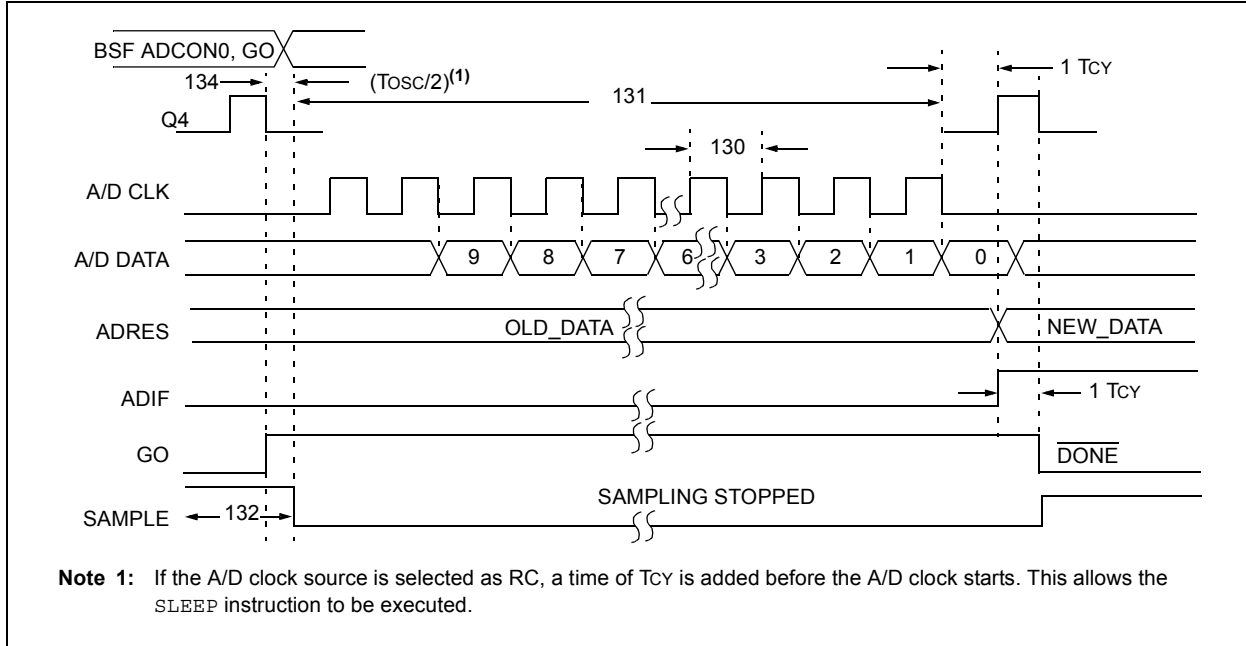 BSF ADCON0, GO
134
(TOSC/2)(1)
131
1 TCY
Q4
130
A/D CLK
A/D DATA
9 8 7 6 3 2 1 0
ADRES
OLD_DATA
NEW_DATA
ADIF
1 TCY
GO
DONE
SAMPLING STOPPED
SAMPLE
132
Note 1: If the A/D clock source is selected as RC, a time of TCY is added before the A/D clock starts. This allows the
SLEEP instruction to be executed.